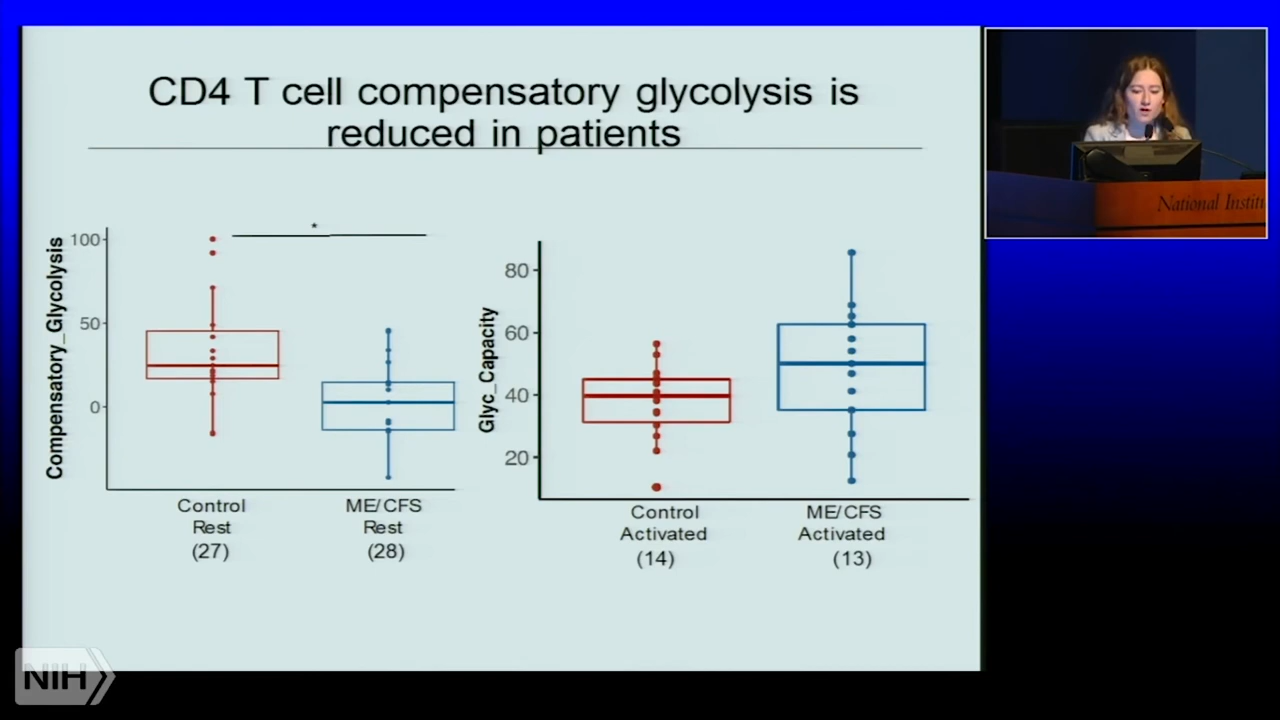 CD4 T cell compensatory glycolysis is
reduced in patients
Compensatory_Glycolysis
100
50
0
*
Control
Rest
(27)
ME/CFS
Rest
(28)
Glyc_Capacity
80
60
40
20
Control
Activated
(14)
ME/CFS
Activated
(13)
National Institu
NIH